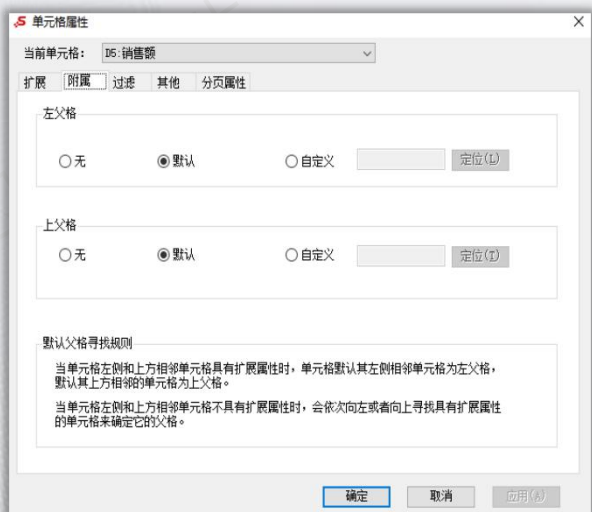 单元格属性
当前单元格： D5:销售额
扩展 附属 过滤 其他 分页属性
左父格
无 默认 自定义 定位(L)
上父格
无 默认 自定义 定位(T)
默认父格寻找规则
当单元格左侧和上方相邻单元格具有扩展属性时，单元格默认其左侧相邻单元格为左父格，
默认其上方相邻的单元格为上父格。
当单元格左侧和上方相邻单元格不具有扩展属性时，会依次向左或者向上寻找具有扩展属性
的单元格来确定它的父格。
确定 取消 应用(A)